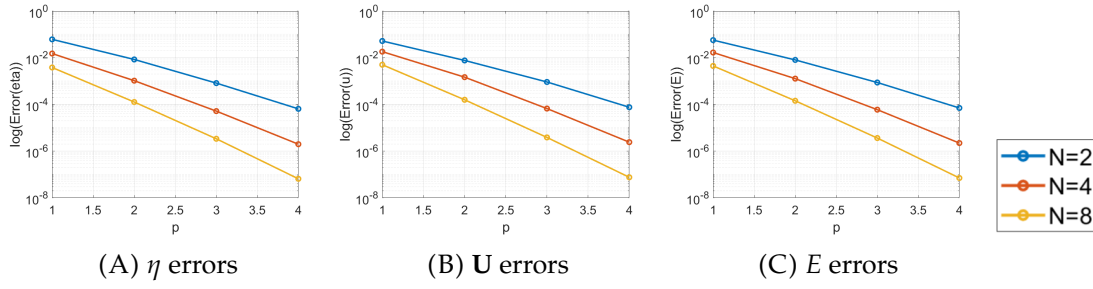 10^0
10^-2
10^-4
10^-6
10^-8
log(Error(eta))
1 1.5 2 2.5 3 3.5 4
p
(A) η errors
10^0
10^-2
10^-4
10^-6
10^-8
log(Error(u))
1 1.5 2 2.5 3 3.5 4
p
(B) U errors
10^0
10^-2
10^-4
10^-6
10^-8
log(Error(E))
1 1.5 2 2.5 3 3.5 4
p
(C) E errors
N=2
N=4
N=8